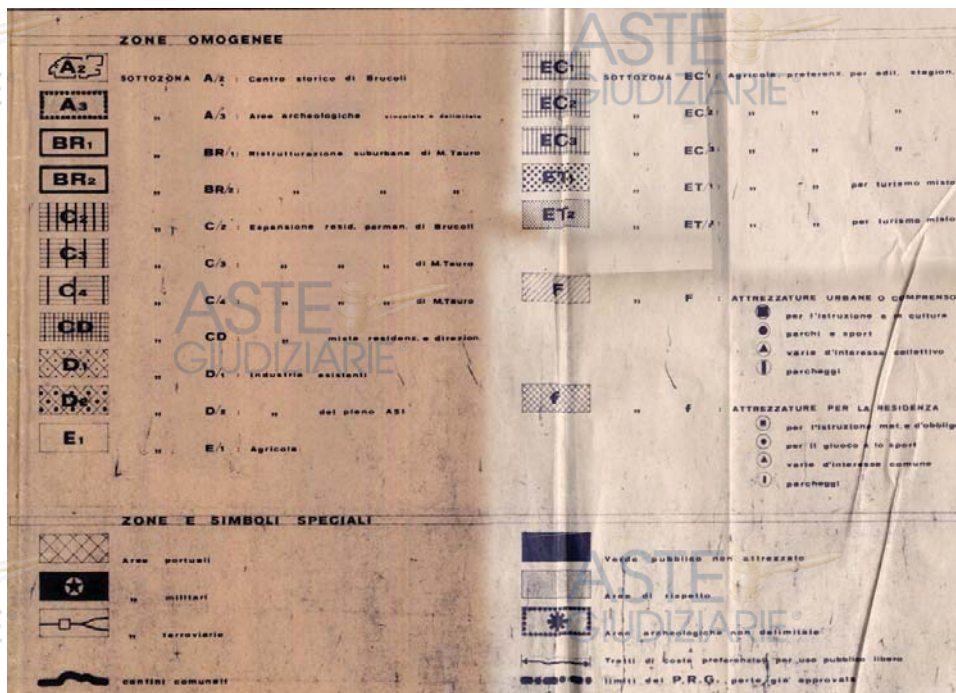 ZONE OMOGENEE
A2 SOTTOZONA A/2 : Centro storico di Brucoli
A3 " A/3 : Aree archeologiche vincolate e delimitate
BR1 " BR/1 : Ristrutturazione suburbana di M. Tauro
BR2 " BR/2 : " " "
C2 " C/2 : Espansione resid. perman. di Brucoli
C3 " C/3 : " " " di M. Tauro
C4 " C/4 : " " " di M. Tauro
CD " CD " mista residenz. e direzion.
D1 " D/1 : Industrie esistenti
D2 " D/2 : " del piano ASI
E1 " E/1 : Agricola
EC1 SOTTOZONA EC/1 : Agricola, preferenz. per edil. stagion.
EC2 " EC/2 : " " "
EC3 " EC/3 : " " "
ET1 " ET/1 : " " per turismo misto
ET2 " ET/2 : " " per turismo misto
F " F : ATTREZZATURE URBANE O COMPRENSO
per l'istruzione e la cultura
parchi e sport
varie d'interesse collettivo
parcheggi
f " f : ATTREZZATURE PER LA RESIDENZA
per l'istruzione mat. e d'obbligo
per il giuoco e lo sport
varie d'interesse comune
parcheggi
ZONE E SIMBOLI SPECIALI
Aree portuali
" militari
" ferroviarie
confini comunali
Verde pubblico non attrezzato
Aree di rispetto
Aree archeologiche non delimitate
Tratti di costa preferenziali per uso pubblico libero
limiti del P.R.G. parte già approvata
ASTE
GIUDIZIARIE
ASTE
GIUDIZIARIE
ASTE
GIUDIZIARIE